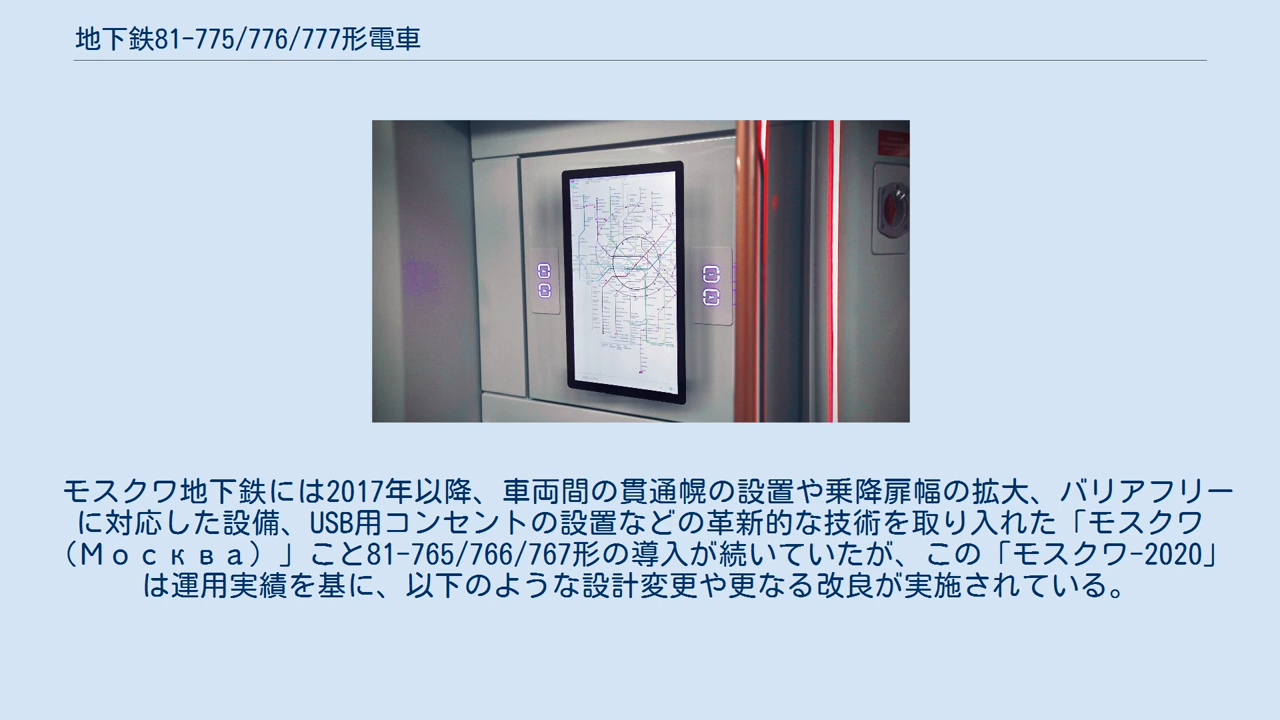 地下鉄81-775/776/777形電車
モスクワ地下鉄には2017年以降、車両間の貫通幌の設置や乗降扉幅の拡大、バリアフリー
に対応した設備、USB用コンセントの設置などの革新的な技術を取り入れた「モスクワ
（Ｍｏｓｋｖａ）」こと81-765/766/767形の導入が続いていたが、この「モスクワ-2020」
は運用実績を基に、以下のような設計変更や更なる改良が実施されている。